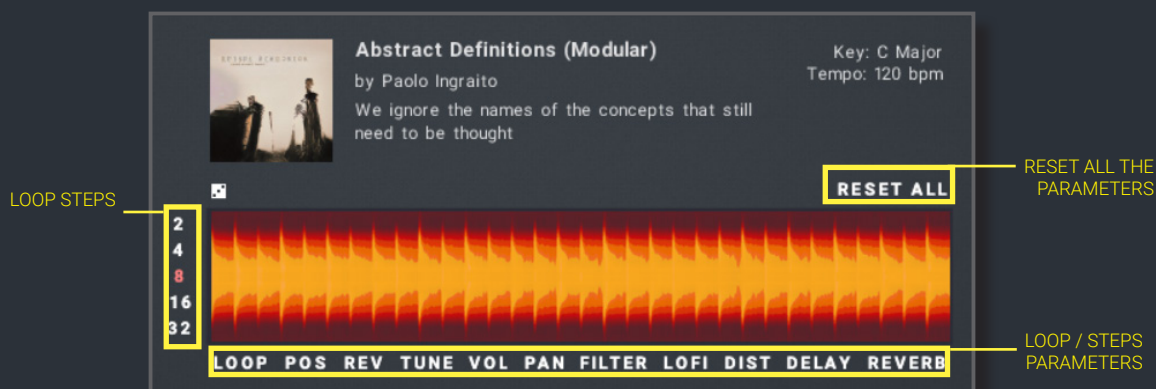 Abstract Definitions (Modular)
by Paolo Ingraito
We ignore the names of the concepts that still
need to be thought
Key: C Major
Tempo: 120 bpm
RESET ALL
RESET ALL THE
PARAMETERS
LOOP STEPS
2
4
8
16
32
LOOP POS REV TUNE VOL PAN FILTER LOFI DIST DELAY REVERB
LOOP / STEPS
PARAMETERS